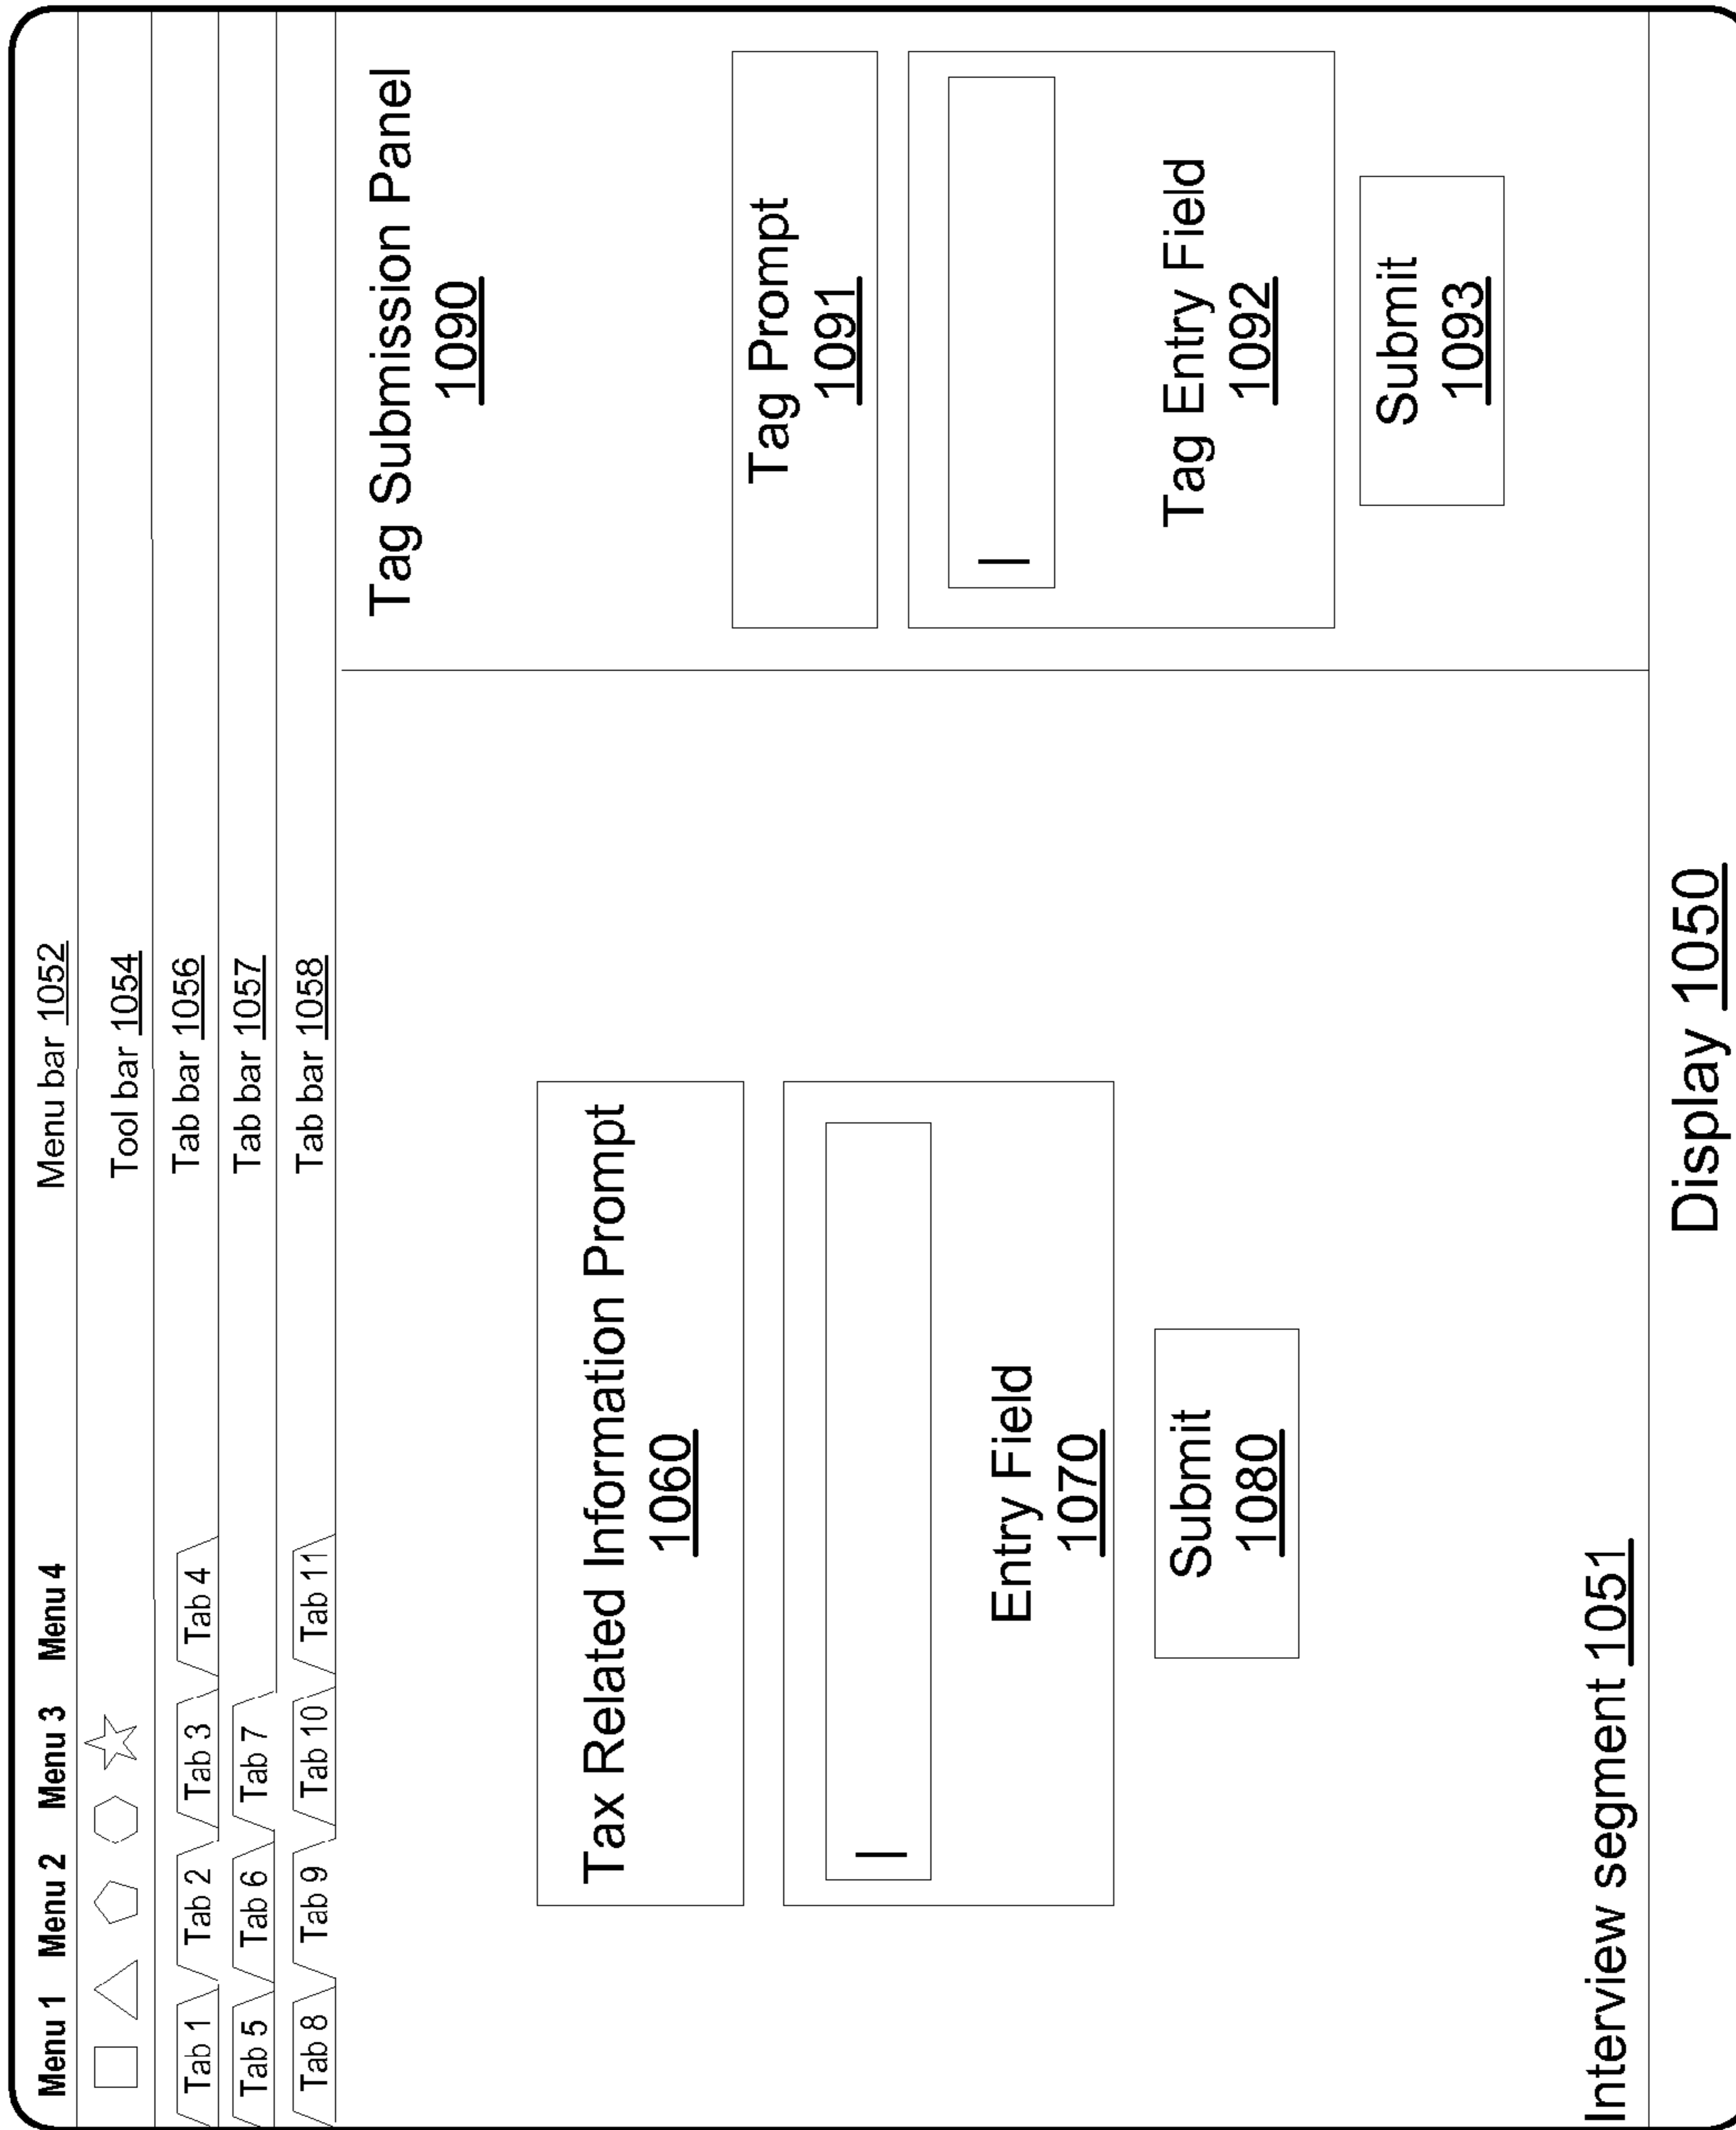 Menu 1 Menu 2 Menu 3 Menu 4 Menu bar 1052
Tool bar 1054
Tab 1 Tab 2 Tab 3 Tab 4 Tab bar 1056
Tab 5 Tab 6 Tab 7 Tab bar 1057
Tab 8 Tab 9 Tab 10 Tab 11 Tab bar 1058
Tax Related Information Prompt
1060
Entry Field
1070
Submit
1080
Interview segment 1051
Tag Submission Panel
1090
Tag Prompt
1091
Tag Entry Field
1092
Submit
1093
Display 1050